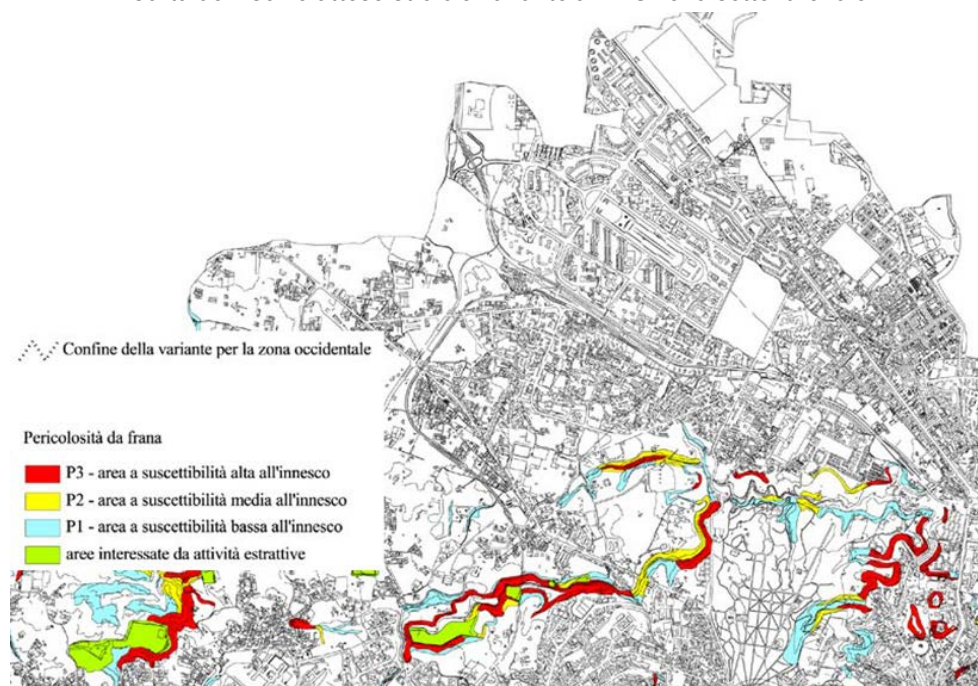 Confine della variante per la zona occidentale
Pericolosità da frana
P3 - area a suscettibilità alta all'innesco
P2 - area a suscettibilità media all'innesco
P1 - area a suscettibilità bassa all'innesco
aree interessate da attività estrattive